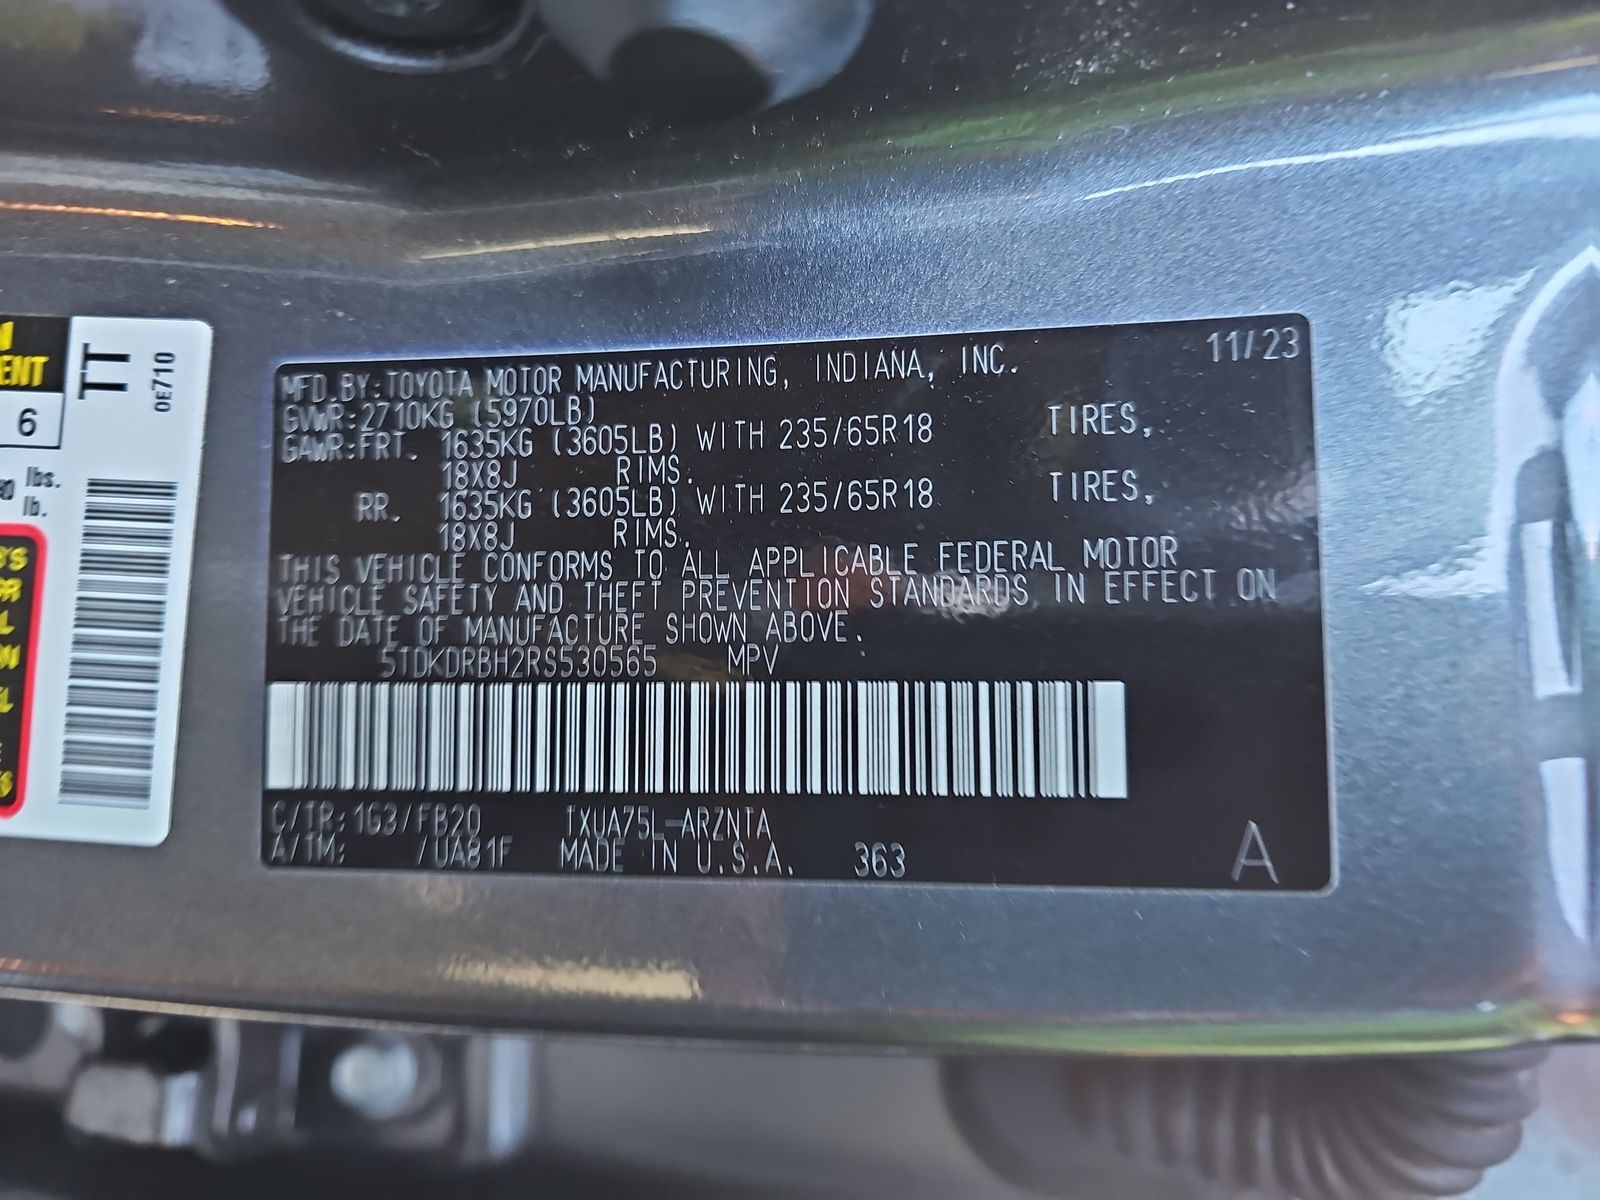 MFD.BY:TOYOTA MOTOR MANUFACTURING, INDIANA, INC. 11/23
GVWR:2710KG (5970LB)
GAWR:FRT. 1635KG (3605LB) WITH 235/65R18 TIRES,
18X8J RIMS.
RR. 1635KG (3605LB) WITH 235/65R18 TIRES,
18X8J RIMS.
THIS VEHICLE CONFORMS TO ALL APPLICABLE FEDERAL MOTOR
VEHICLE SAFETY AND THEFT PREVENTION STANDARDS IN EFFECT ON
THE DATE OF MANUFACTURE SHOWN ABOVE.
5TDKDRBH2RS530565 MPV
C/TR:1G3/FB20 TXUA75L-ARZNTA
A/TM: /UA81F MADE IN U.S.A. 363 A
TT
0E710
6
lbs.
lb.